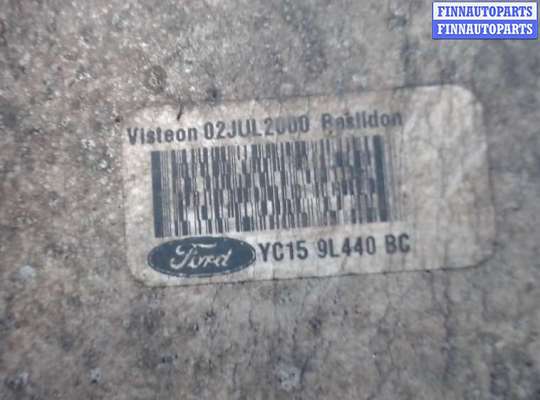 FINNAUTOPARTS
FINNAUTOPARTS
Visteon 02JUL2000 Basildon
Ford
YC15 9L440 BC